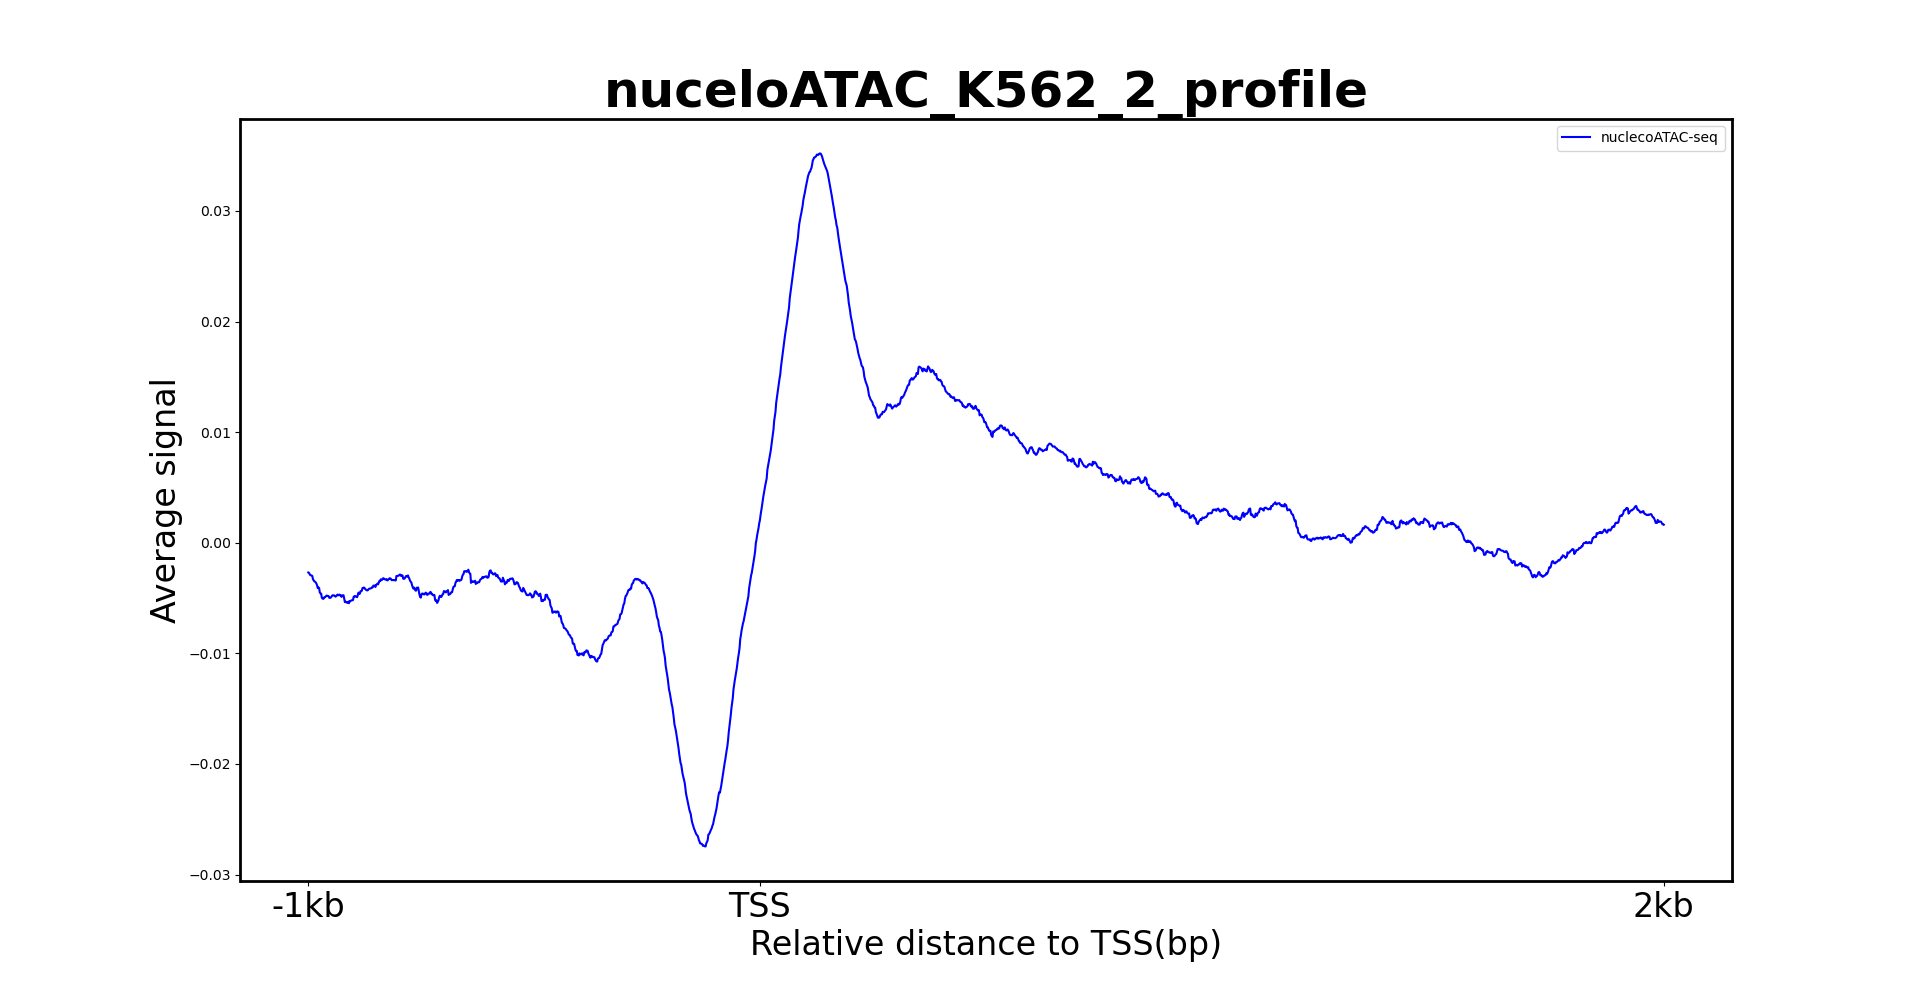 nuceloATAC_K562_2_profile
nuclecoATAC-seq
0.03
0.02
0.01
0.00
−0.01
−0.02
−0.03
Average signal
-1kb
TSS
2kb
Relative distance to TSS(bp)